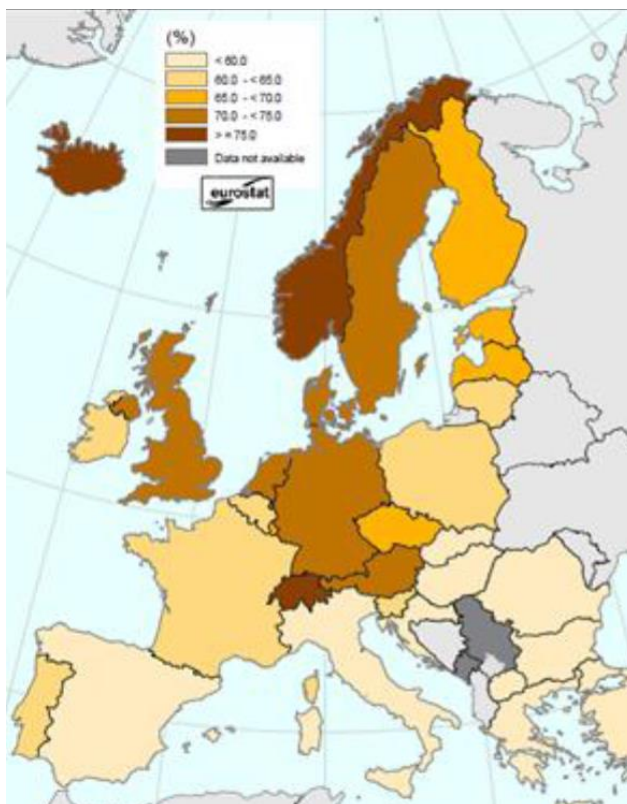 (%)
< 60.0
60.0 - < 65.0
65.0 - < 70.0
70.0 - < 75.0
> = 75.0
Data not available
eurostat